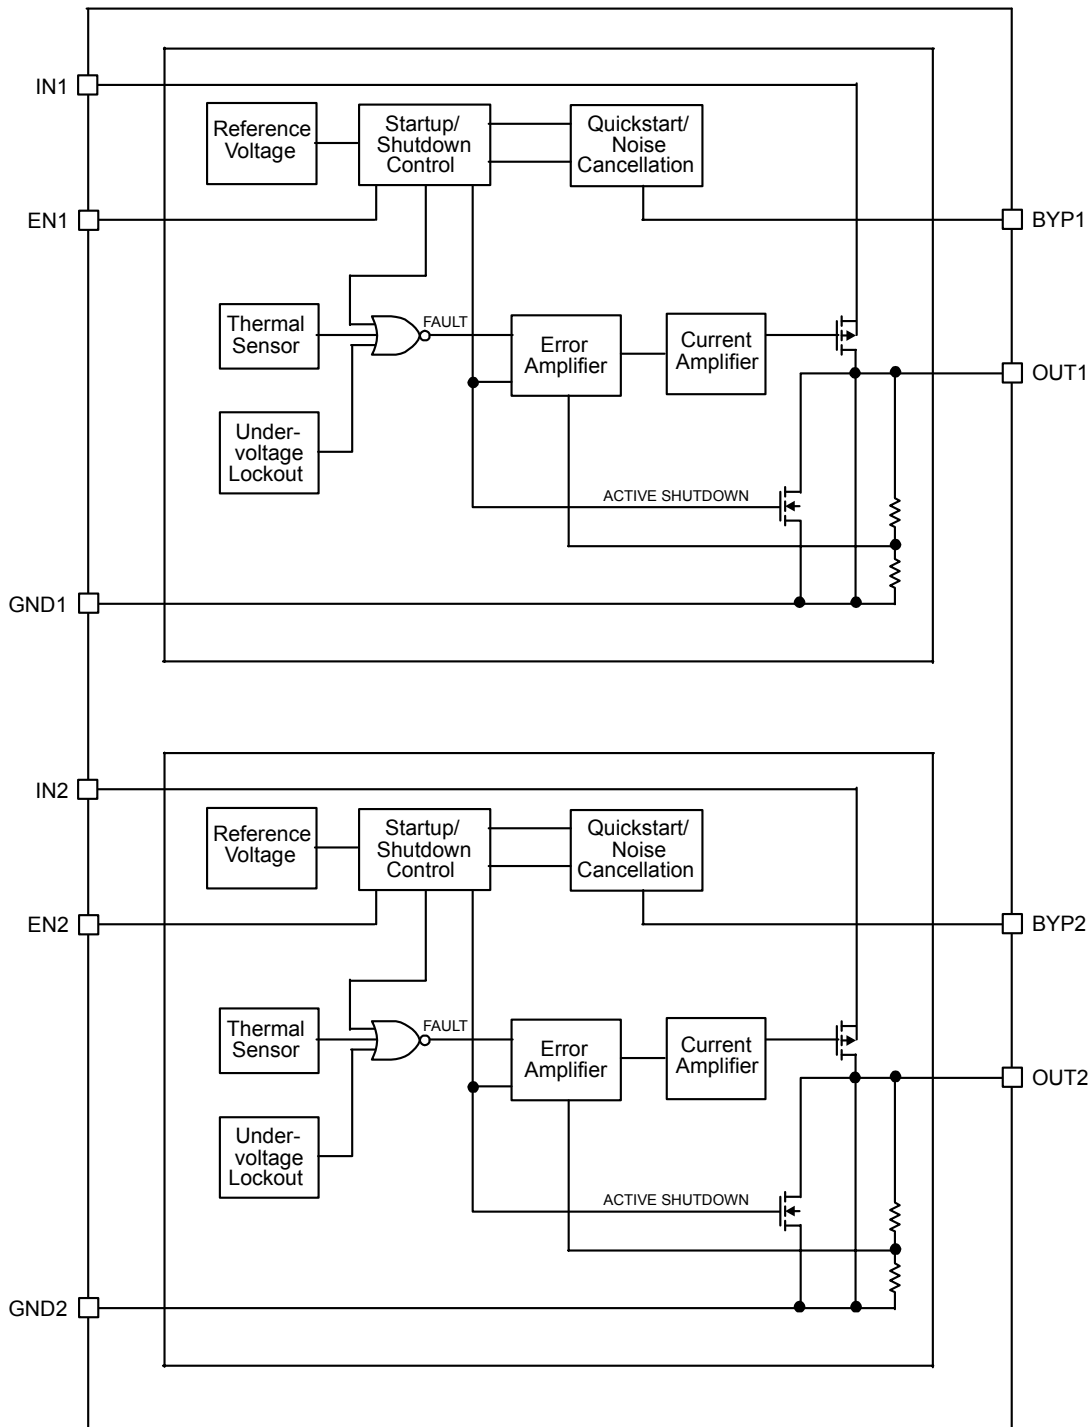 IN1
Reference
Voltage
Startup/
Shutdown
Control
Quickstart/
Noise
Cancellation
EN1
BYP1
Thermal
Sensor
FAULT
Error
Amplifier
Current
Amplifier
OUT1
Under-
voltage
Lockout
ACTIVE SHUTDOWN
GND1
IN2
Reference
Voltage
Startup/
Shutdown
Control
Quickstart/
Noise
Cancellation
EN2
BYP2
Thermal
Sensor
FAULT
Error
Amplifier
Current
Amplifier
OUT2
Under-
voltage
Lockout
ACTIVE SHUTDOWN
GND2